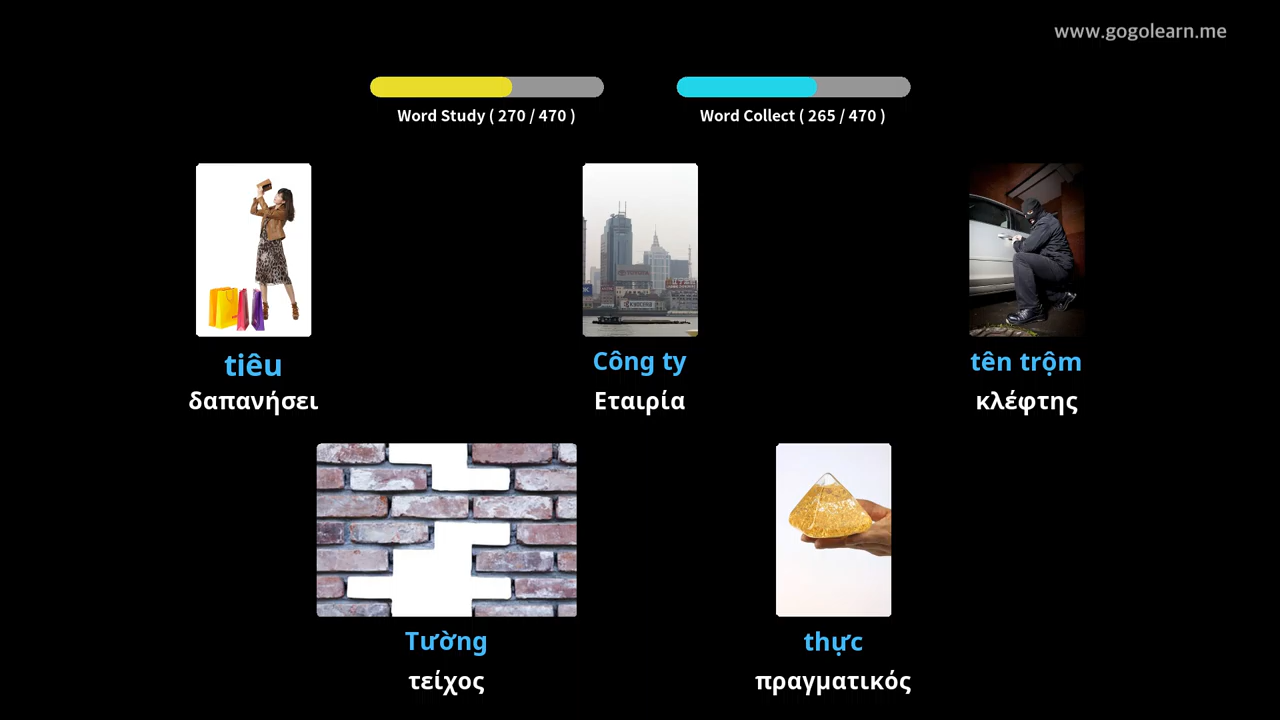 www.gogolearn.me
Word Study ( 270 / 470 )
Word Collect ( 265 / 470 )
TOYOTA
tiêu
Công ty
tên trộm
δαπανήσει
Εταιρία
κλέφτης
Tường
thực
τείχος
πραγματικός